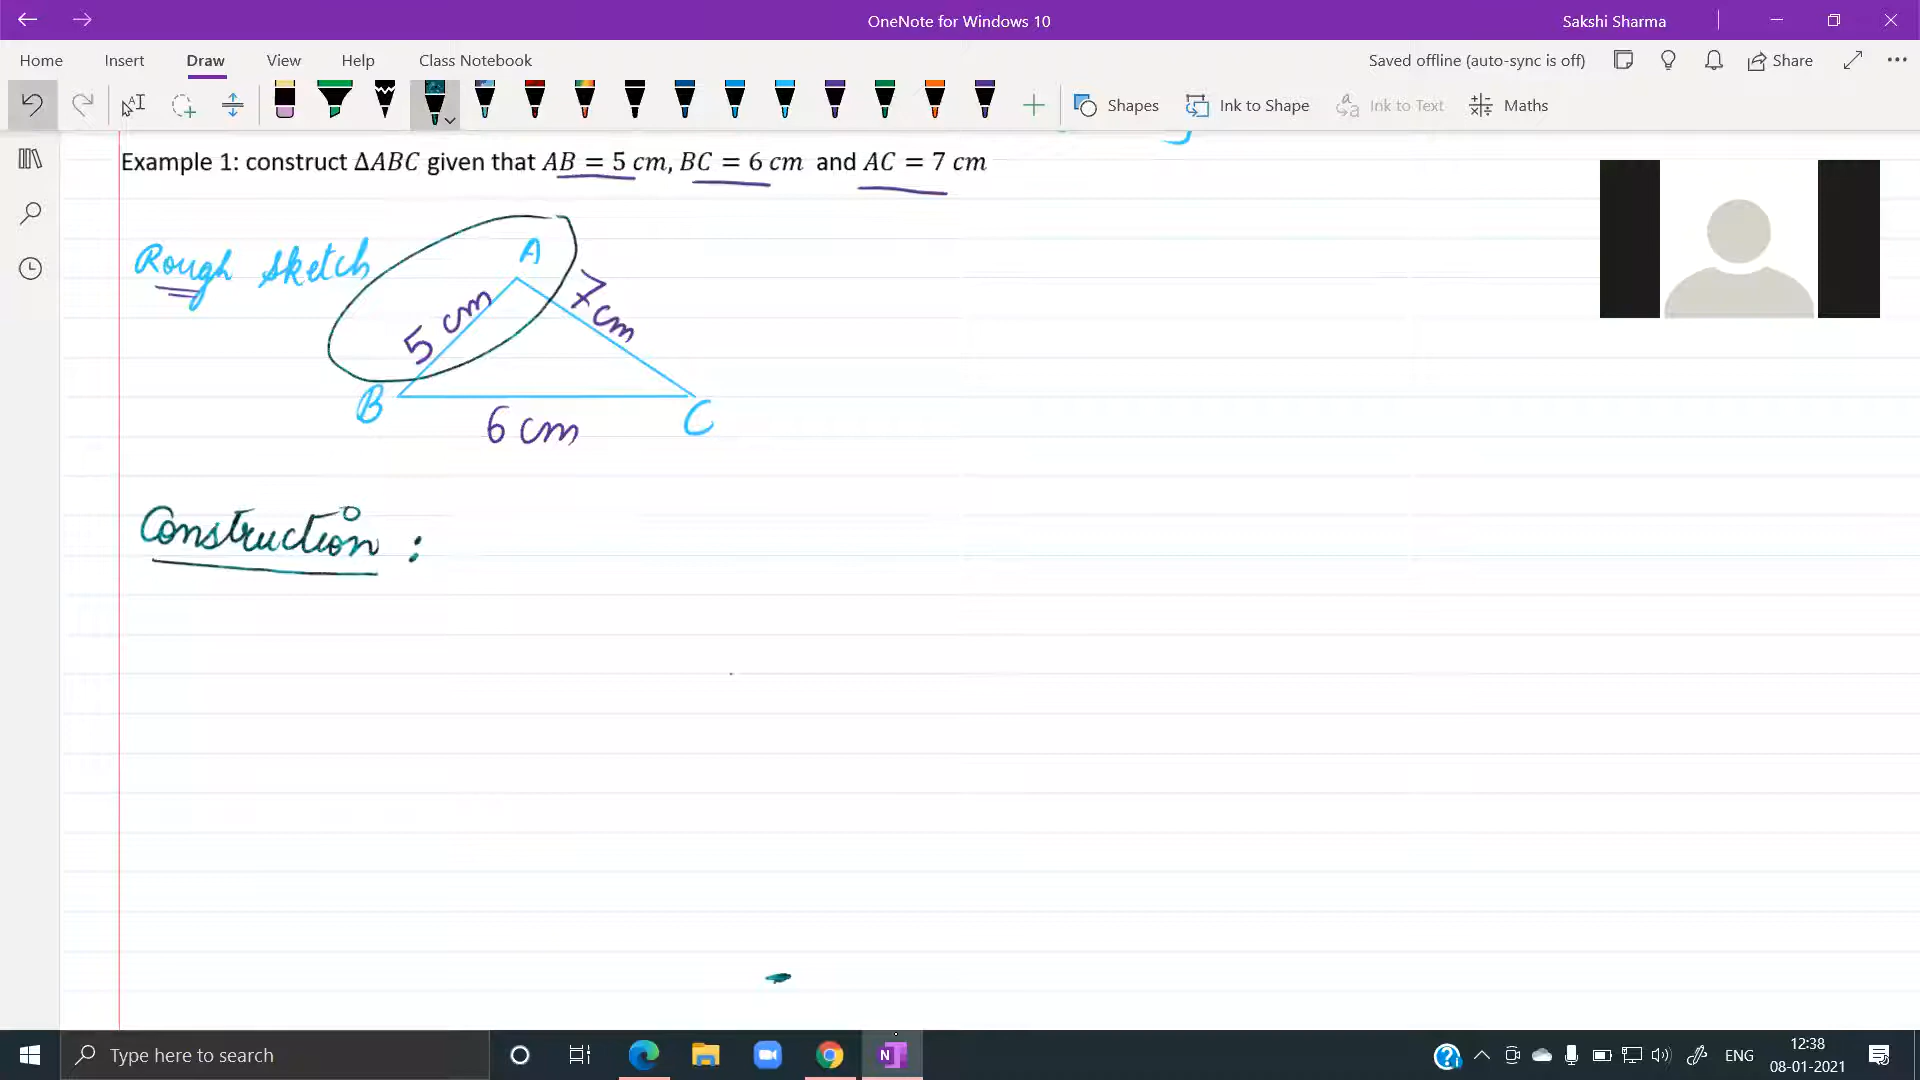 OneNote for Windows 10
Sakshi Sharma
Home Insert Draw View Help Class Notebook
Saved offline (auto-sync is off)
Share
Shapes
Ink to Shape
Ink to Text
Maths
Example 1: construct ΔABC given that AB = 5 cm, BC = 6 cm and AC = 7 cm
Rough sketch
A
5 cm
7 cm
B
C
6 cm
Construction :
Type here to search
ENG
12:38
08-01-2021